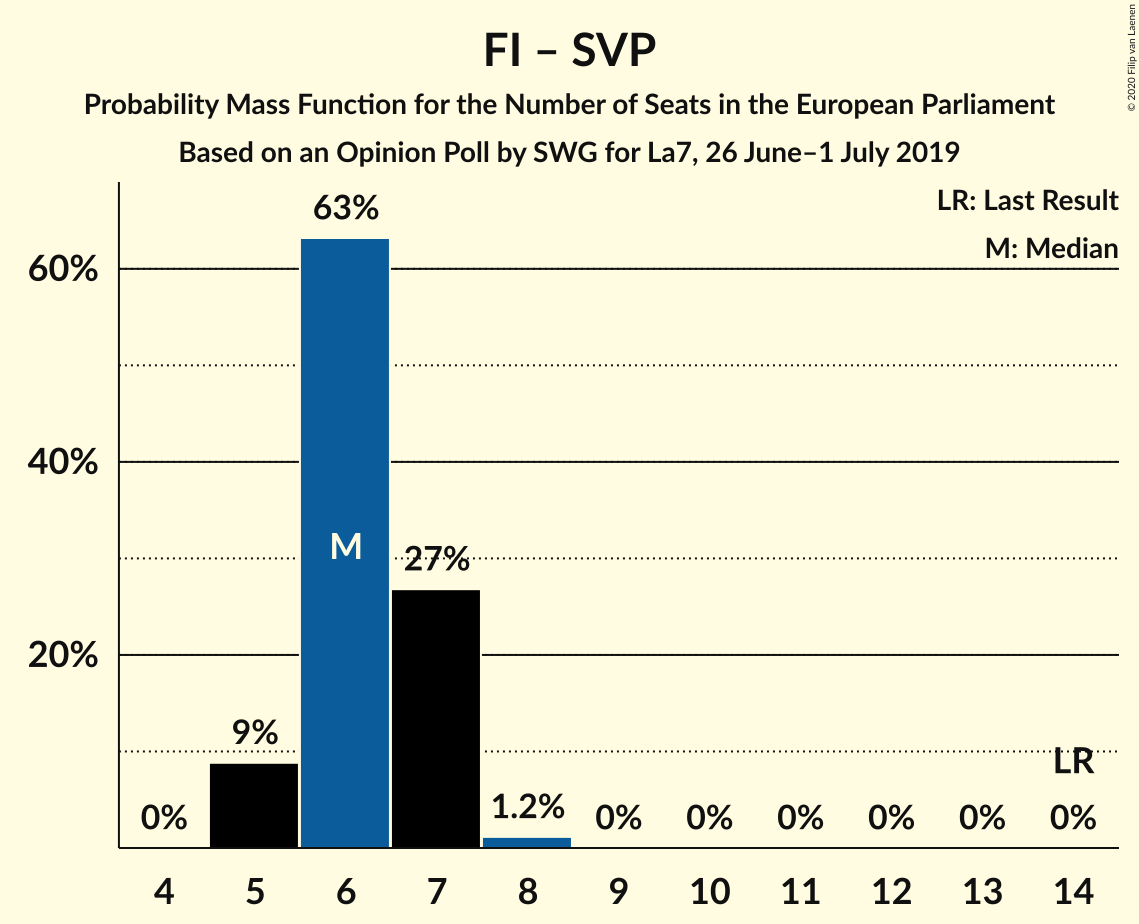 FI – SVP
Probability Mass Function for the Number of Seats in the European Parliament
Based on an Opinion Poll by SWG for La7, 26 June–1 July 2019
© 2020 Filip van Laenen
LR: Last Result
M: Median
60%
40%
20%
0%
9%
63%
M
27%
1.2%
0%
0%
0%
0%
0%
LR
0%
4 5 6 7 8 9 10 11 12 13 14